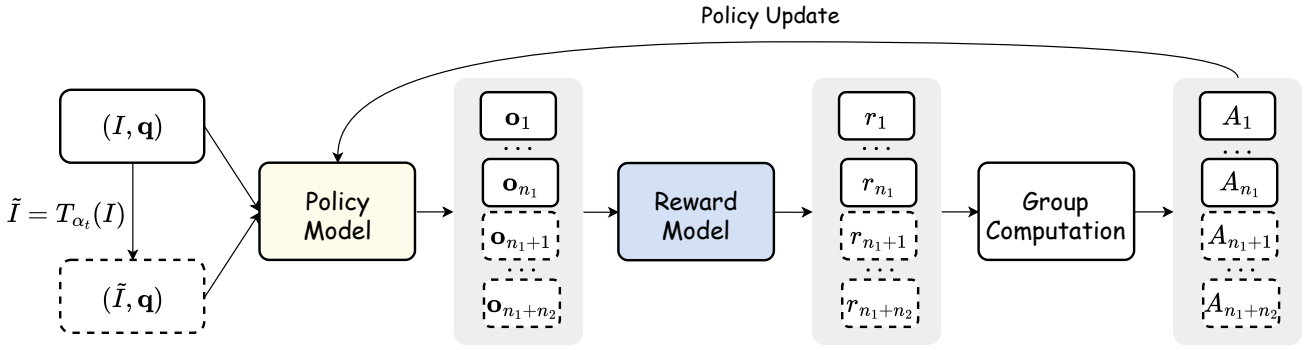 Policy Update
(I, q)
Ĩ = T_{α_t}(I)
(Ĩ, q)
Policy
Model
o_1
...
o_{n_1}
o_{n_1+1}
...
o_{n_1+n_2}
Reward
Model
r_1
...
r_{n_1}
r_{n_1+1}
...
r_{n_1+n_2}
Group
Computation
A_1
...
A_{n_1}
A_{n_1+1}
...
A_{n_1+n_2}